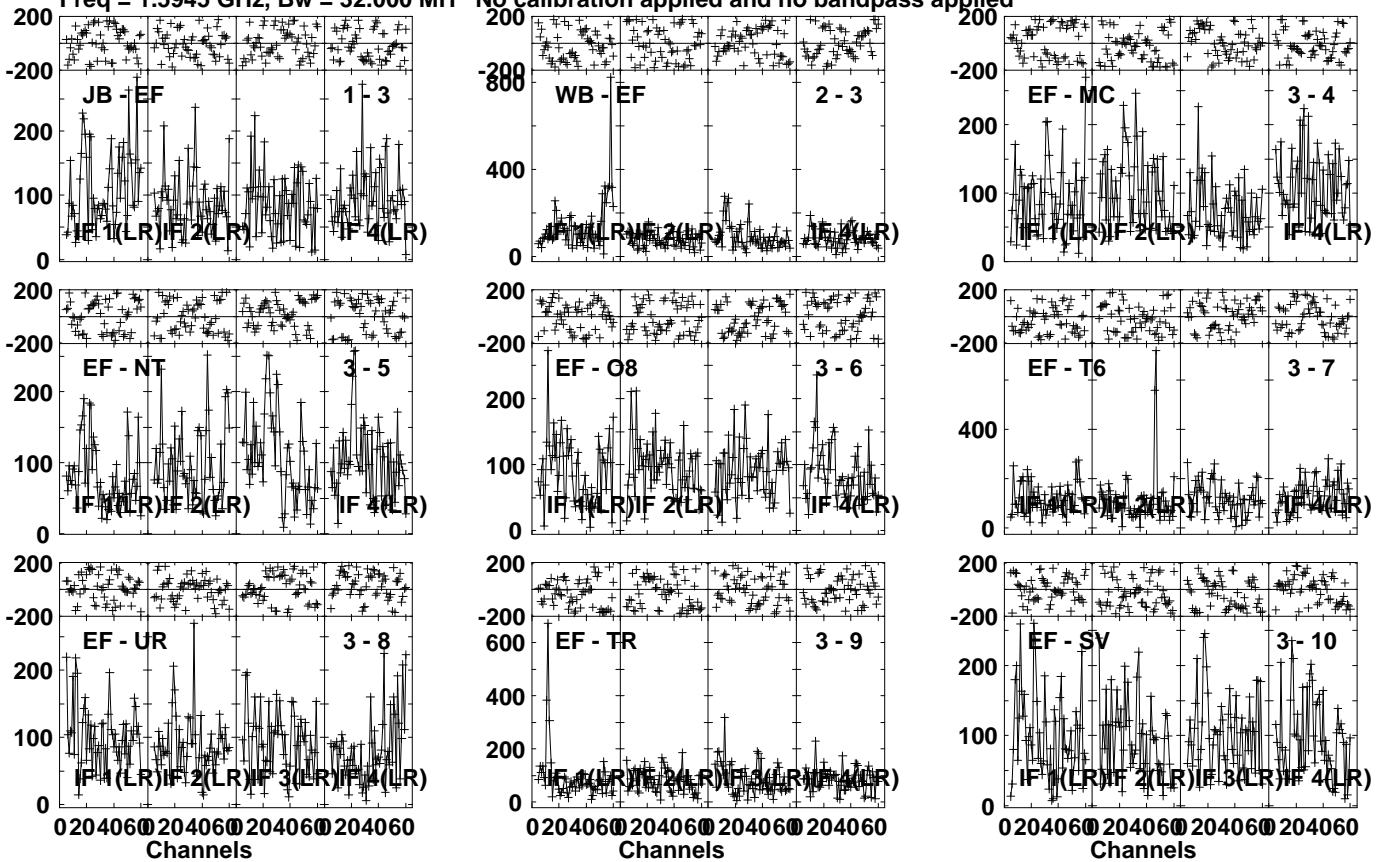 Freq = 1.5945 GHz, Bw = 32.000 MH No calibration applied and no bandpass applied
200
-200
JB - EF 1 - 3
200
100
0
IF 1(LR) IF 2(LR) IF 4(LR)
-200
800
WB - EF 2 - 3
400
0
IF 1(LR) IF 2(LR) IF 4(LR)
200
-200
EF - MC 3 - 4
200
100
0
IF 1(LR) IF 2(LR) IF 4(LR)
200
-200
EF - NT 3 - 5
200
100
0
IF 1(LR) IF 2(LR) IF 4(LR)
200
-200
EF - O8 3 - 6
200
100
0
IF 1(LR) IF 2(LR) IF 4(LR)
200
-200
EF - T6 3 - 7
400
0
IF 1(LR) IF 2(LR) IF 4(LR)
200
-200
EF - UR 3 - 8
200
100
0
IF 1(LR) IF 2(LR) IF 3(LR) IF 4(LR)
0 20 40 60 0 20 40 60 0 20 40 60 0 20 40 60
Channels
200
-200
EF - TR 3 - 9
600
400
200
0
IF 1(LR) IF 2(LR) IF 3(LR) IF 4(LR)
0 20 40 60 0 20 40 60 0 20 40 60 0 20 40 60
Channels
200
-200
EF - SV 3 - 10
200
100
0
IF 1(LR) IF 2(LR) IF 3(LR) IF 4(LR)
0 20 40 60 0 20 40 60 0 20 40 60 0 20 40 60
Channels